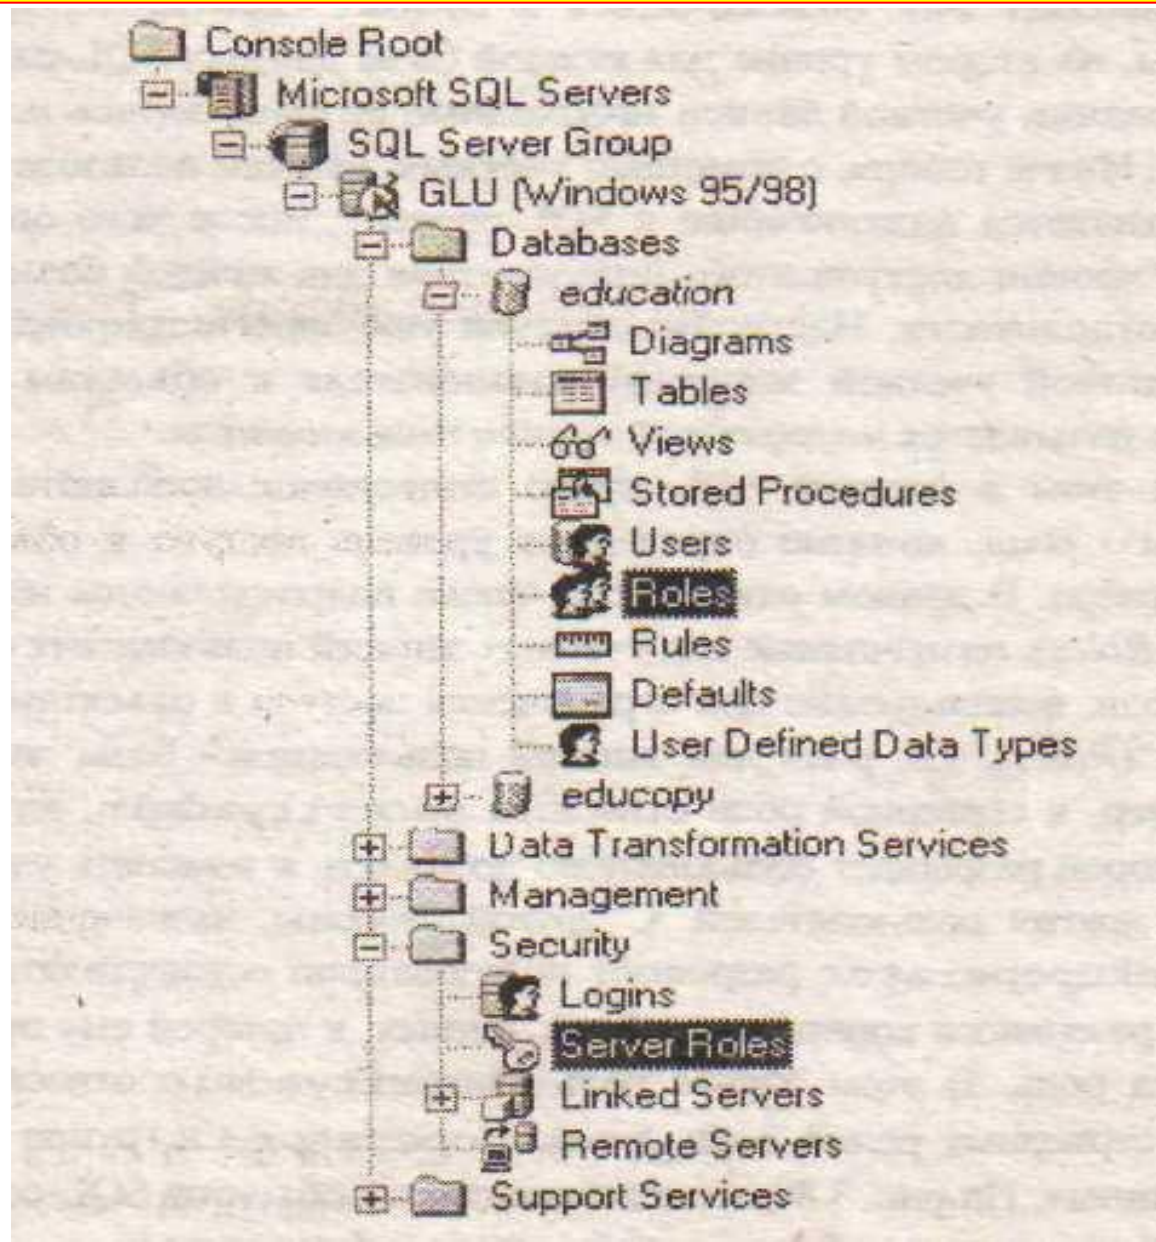 Console Root
Microsoft SQL Servers
SQL Server Group
GLU (Windows 95/98)
Databases
education
Diagrams
Tables
Views
Stored Procedures
Users
Roles
Rules
Defaults
User Defined Data Types
educopy
Data Transformation Services
Management
Security
Logins
Server Roles
Linked Servers
Remote Servers
Support Services